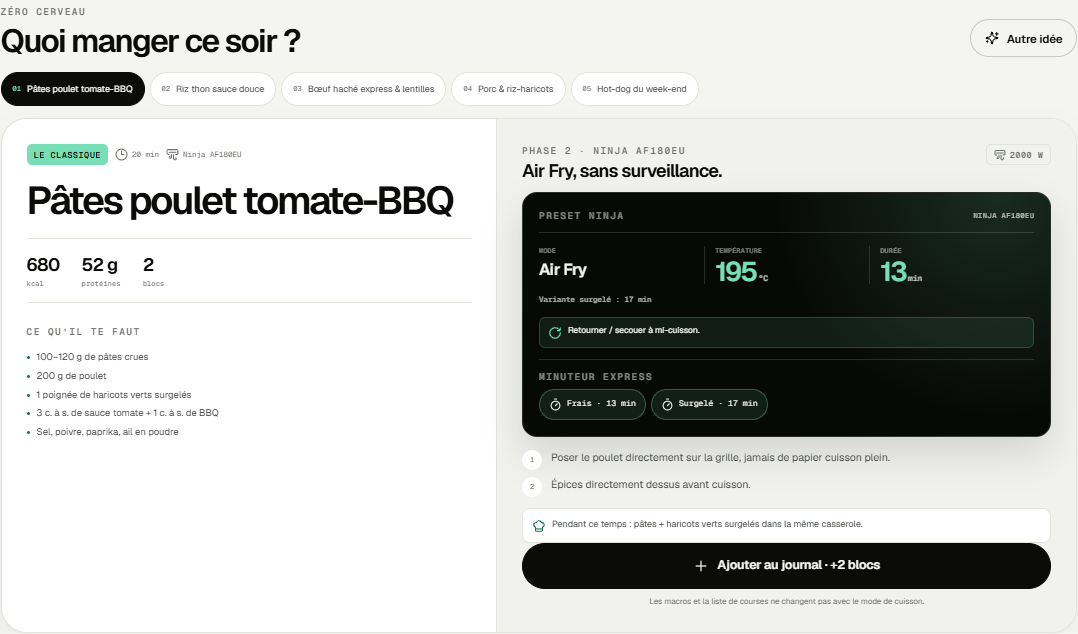 ZÉRO CERVEAU
Quoi manger ce soir ?
Autre idée
01 Pâtes poulet tomate-BBQ
02 Riz thon sauce douce
03 Bœuf haché express & lentilles
04 Porc & riz-haricots
05 Hot-dog du week-end
LE CLASSIQUE
20 min
Ninja AF180EU
Pâtes poulet tomate-BBQ
680 52 g 2
kcal protéines blocs
CE QU'IL TE FAUT
• 100–120 g de pâtes crues
• 200 g de poulet
• 1 poignée de haricots verts surgelés
• 3 c. à s. de sauce tomate + 1 c. à s. de BBQ
• Sel, poivre, paprika, ail en poudre
PHASE 2 · NINJA AF180EU
2000 W
Air Fry, sans surveillance.
PRESET NINJA
NINJA AF180EU
MODE TEMPÉRATURE DURÉE
Air Fry 195°C 13min
Variante surgelé : 17 min
Retourner / secouer à mi-cuisson.
MINUTEUR EXPRESS
Frais · 13 min
Surgelé · 17 min
1 Poser le poulet directement sur la grille, jamais de papier cuisson plein.
2 Épices directement dessus avant cuisson.
Pendant ce temps : pâtes + haricots verts surgelés dans la même casserole.
+ Ajouter au journal · +2 blocs
Les macros et la liste de courses ne changent pas avec le mode de cuisson.